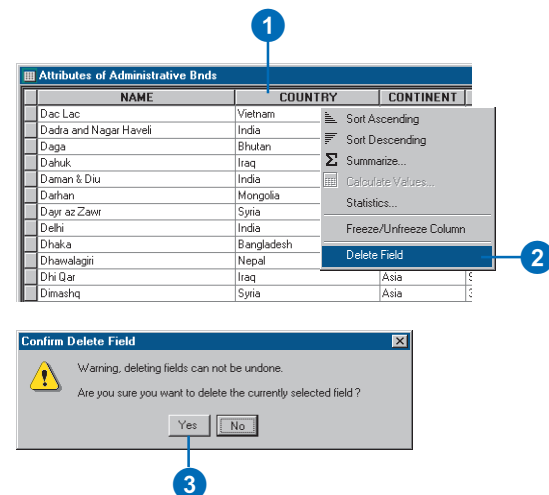 1
Attributes of Administrative Bnds
NAME COUNTRY CONTINENT
Dac Lac Vietnam
Dadra and Nagar Haveli India
Daga Bhutan
Dahuk Iraq
Daman & Diu India
Darhan Mongolia
Dayr az Zawr Syria
Delhi India
Dhaka Bangladesh
Dhawalagiri Nepal
Dhi Qar Iraq Asia
Dimashq Syria Asia
Sort Ascending
Sort Descending
Σ Summarize...
Calculate Values...
Statistics...
Freeze/Unfreeze Column
Delete Field
2
Confirm Delete Field
Warning, deleting fields can not be undone.
Are you sure you want to delete the currently selected field ?
Yes No
3